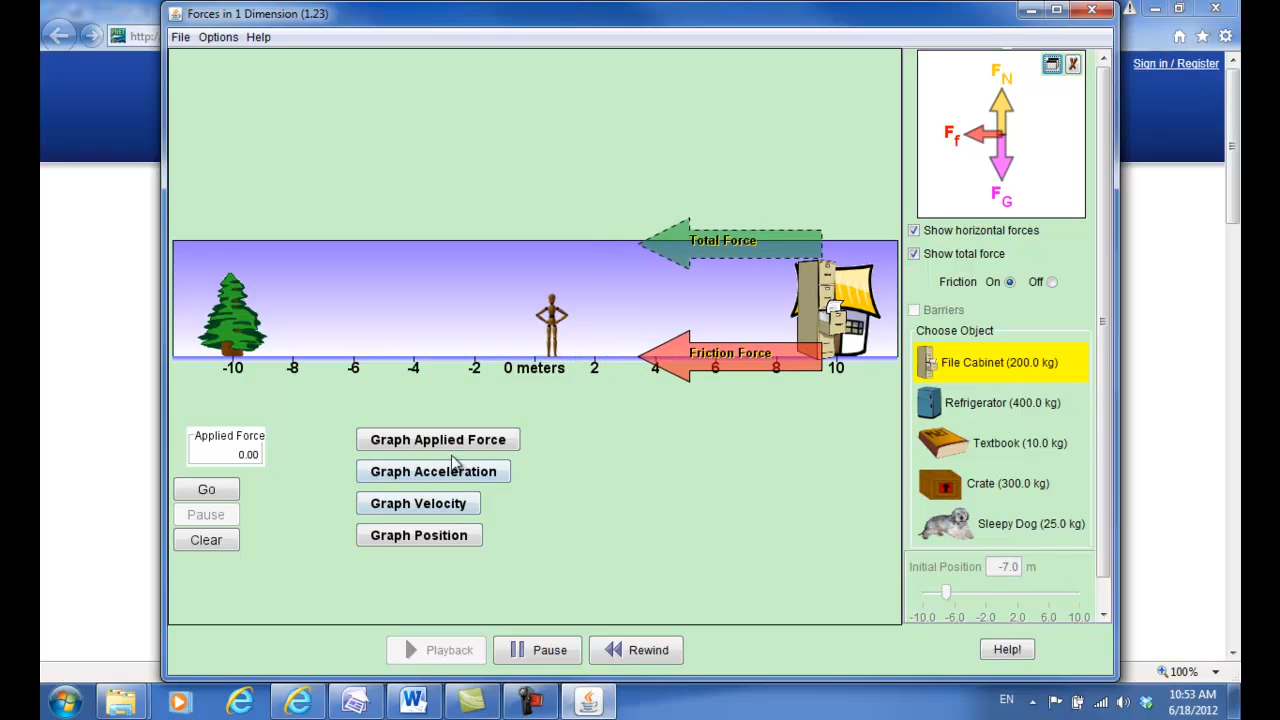 Forces in 1 Dimension (1.23)
http:
File Options Help
Sign in / Register
F N
F f
F G
Total Force
Friction Force
-10 -8 -6 -4 -2 0 meters 2 4 6 8 10
Show horizontal forces
Show total force
Friction On Off
Barriers
Choose Object
File Cabinet (200.0 kg)
Refrigerator (400.0 kg)
Textbook (10.0 kg)
Crate (300.0 kg)
Sleepy Dog (25.0 kg)
Initial Position -7.0 m
-10.0 -6.0 -2.0 2.0 6.0 10.0
Help!
Applied Force
0.00
Go
Pause
Clear
Graph Applied Force
Graph Acceleration
Graph Velocity
Graph Position
Playback Pause Rewind
100%
EN
10:53 AM
6/18/2012